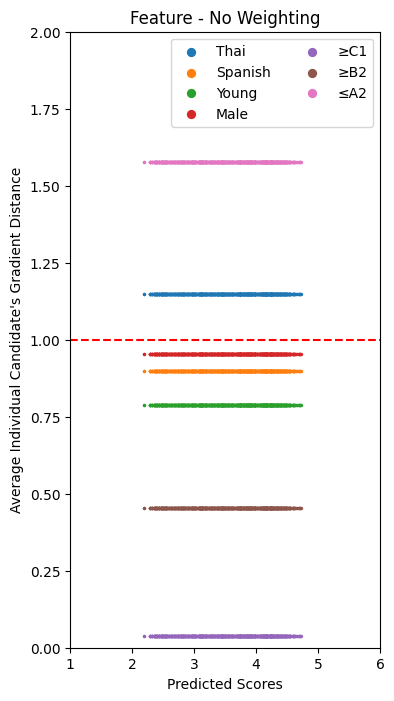 Feature - No Weighting
Thai
Spanish
Young
Male
≥C1
≥B2
≤A2
2.00
1.75
1.50
1.25
1.00
0.75
0.50
0.25
0.00
Average Individual Candidate's Gradient Distance
1 2 3 4 5 6
Predicted Scores